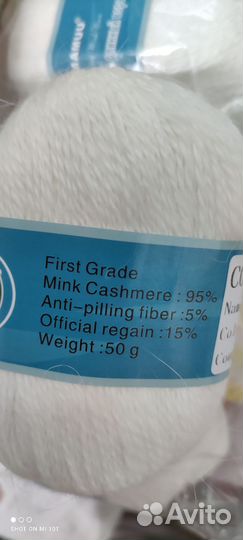 First Grade
Mink Cashmere : 95%
Anti-pilling fiber : 5%
Official regain : 15%
Weight : 50 g
SHOT ON MI 10T
Avito